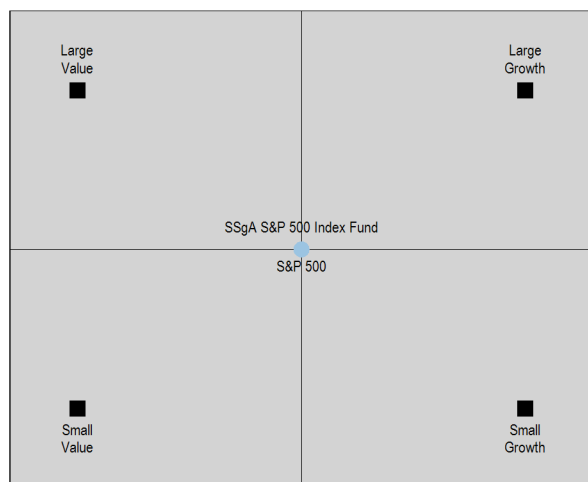 Large
Value
Large
Growth
SSgA S&P 500 Index Fund
S&P 500
Small
Value
Small
Growth